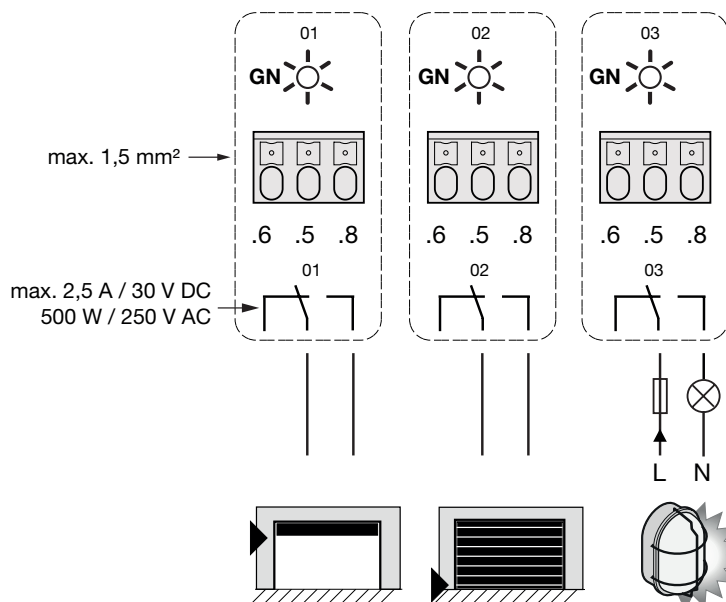 01 02 03
GN GN GN
max. 1,5 mm²
.6 .5 .8 .6 .5 .8 .6 .5 .8
01 02 03
max. 2,5 A / 30 V DC
500 W / 250 V AC
L N